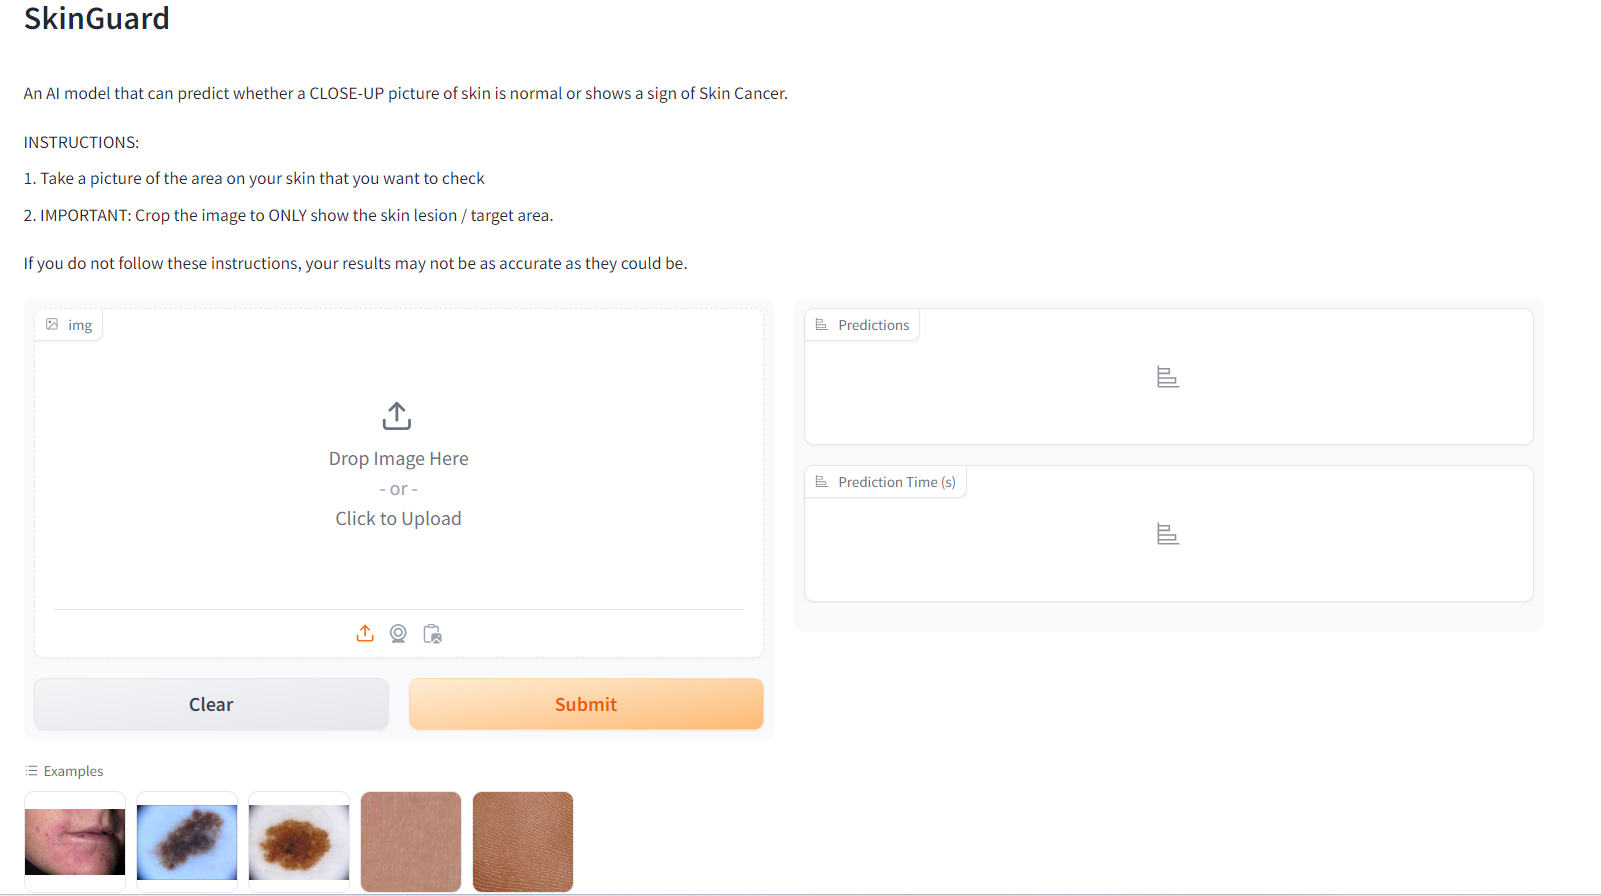 SkinGuard
An AI model that can predict whether a CLOSE-UP picture of skin is normal or shows a sign of Skin Cancer.
INSTRUCTIONS:
1. Take a picture of the area on your skin that you want to check
2. IMPORTANT: Crop the image to ONLY show the skin lesion / target area.
If you do not follow these instructions, your results may not be as accurate as they could be.
img
Drop Image Here
- or -
Click to Upload
Clear
Submit
Predictions
Prediction Time (s)
Examples